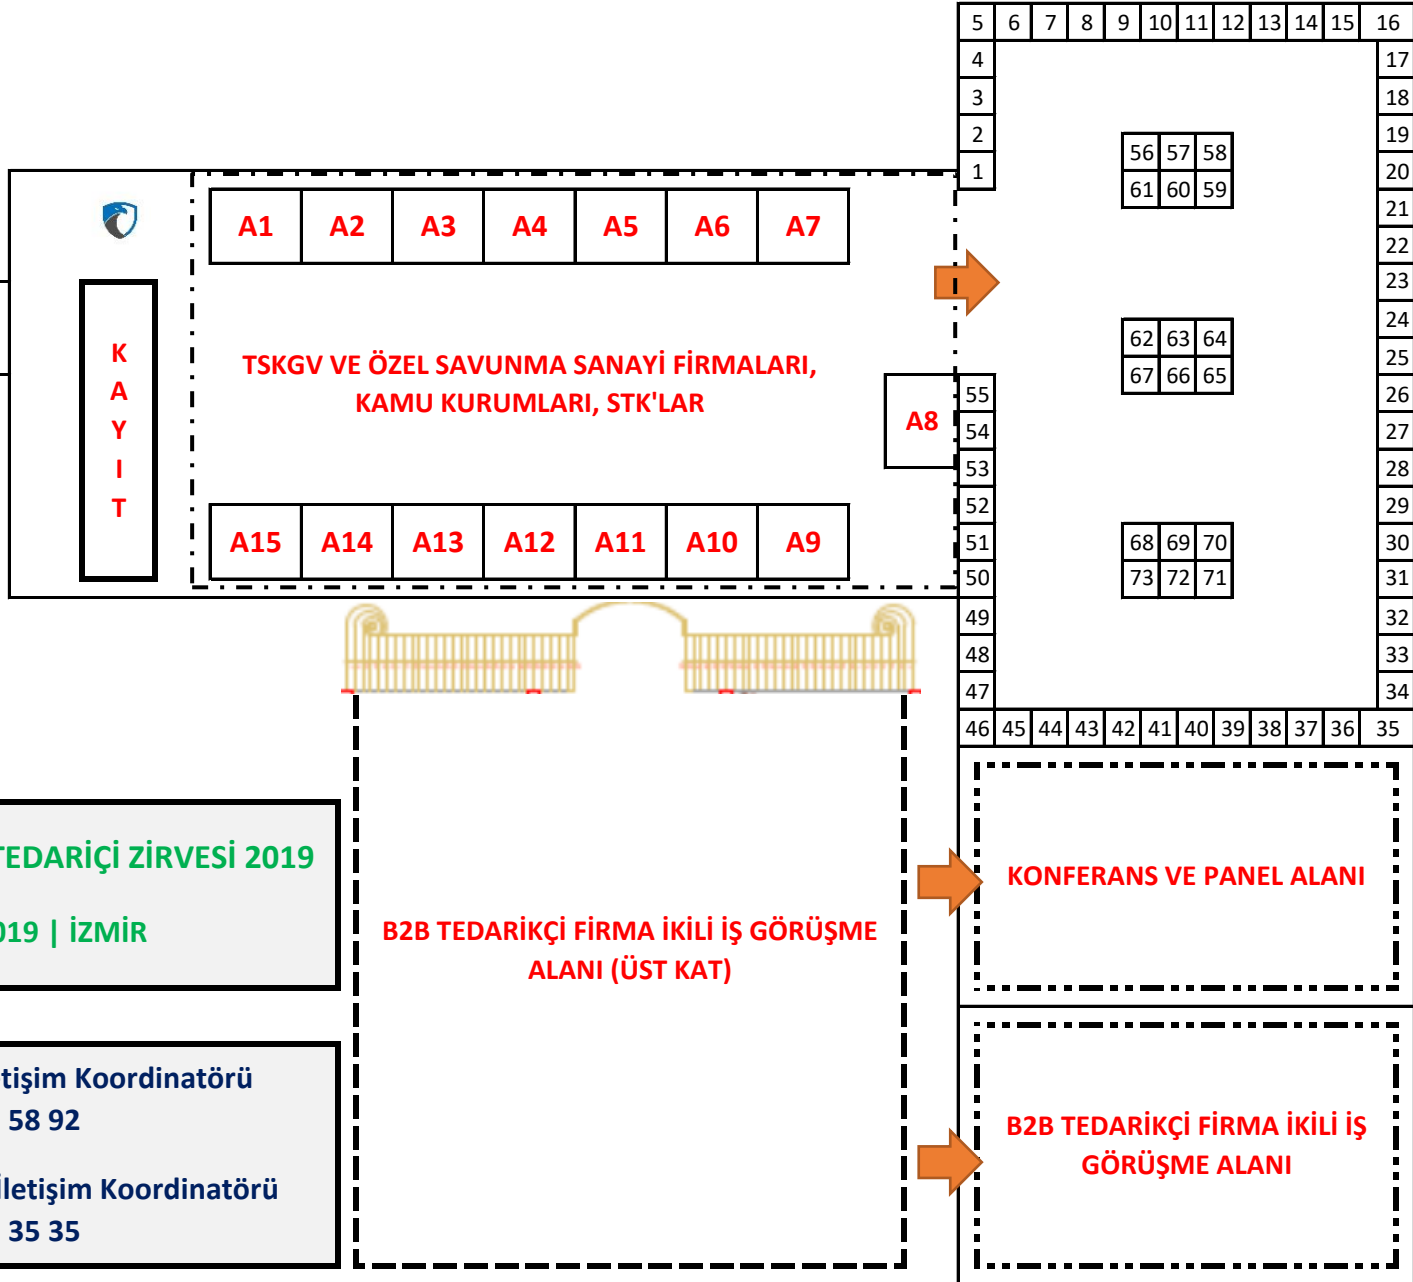 5 6 7 8 9 10 11 12 13 14 15 16
4 17
3 18
2 19
1 20
56 57 58
61 60 59
21
22
23
24
25
A1 A2 A3 A4 A5 A6 A7
K
A
Y
I
T
TSKGV VE ÖZEL SAVUNMA SANAYİ FİRMALARI,
KAMU KURUMLARI, STK'LAR
62 63 64
67 66 65
A8
55 26
54 27
53 28
52 29
51 30
50 31
49 32
48 33
47 34
A15 A14 A13 A12 A11 A10 A9
68 69 70
73 72 71
46 45 44 43 42 41 40 39 38 37 36 35
TEDARİÇİ ZİRVESİ 2019
019 | İZMİR
B2B TEDARİKÇİ FİRMA İKİLİ İŞ GÖRÜŞME
ALANI (ÜST KAT)
KONFERANS VE PANEL ALANI
tişim Koordinatörü
58 92
İletişim Koordinatörü
35 35
B2B TEDARİKÇİ FİRMA İKİLİ İŞ
GÖRÜŞME ALANI